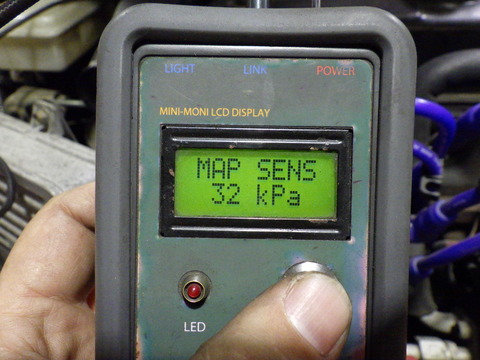 LIGHT LINK POWER
MINI-MONI LCD DISPLAY
MAP SENS
32 kPa
LED